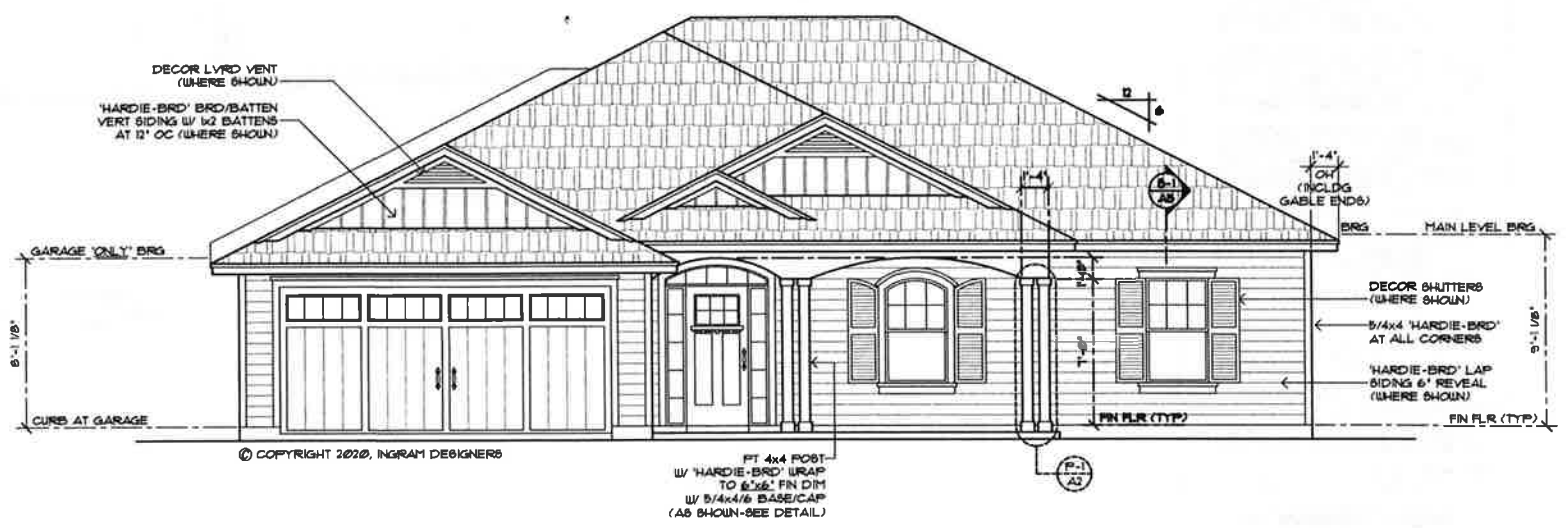 DECOR LVRD VENT
(WHERE SHOWN)
'HARDIE-BRD' BRD/BATTEN
VERT SIDING W/ 1x2 BATTENS
AT 12" OC (WHERE SHOWN)
12
6
1'-4"
OH
(INCLDG
GABLE ENDS)
1'-4"
S-1
A5
GARAGE 'ONLY' BRG
BRG
MAIN LEVEL BRG
8'-1 1/8"
DECOR SHUTTERS
(WHERE SHOWN)
5/4x4 'HARDIE-BRD'
AT ALL CORNERS
'HARDIE-BRD' LAP
SIDING 6" REVEAL
(WHERE SHOWN)
9'-1 1/8"
CURB AT GARAGE
FIN FLR (TYP)
FIN FLR (TYP)
© COPYRIGHT 2020, INGRAM DESIGNERS
PT 4x4 POST
W/ 'HARDIE-BRD' WRAP
TO 6"x6" FIN DIM
W/ 5/4x4/6 BASE/CAP
(AS SHOWN-SEE DETAIL)
P-1
A2